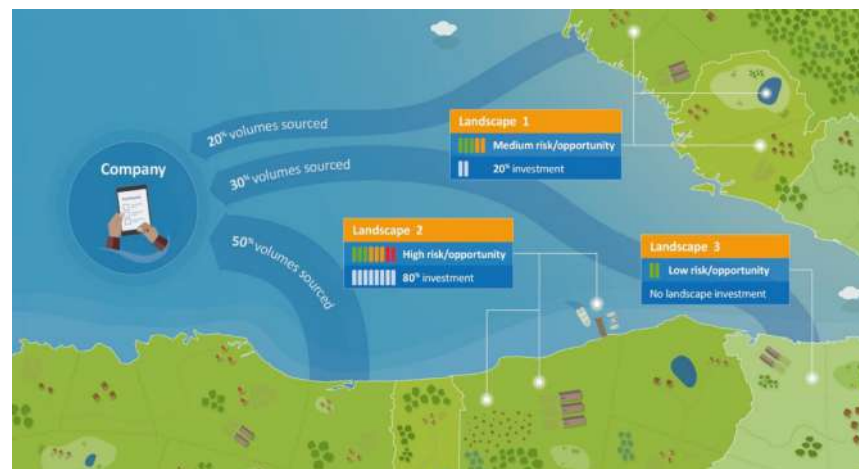 Company
20% volumes sourced
30% volumes sourced
50% volumes sourced
Landscape 1
Medium risk/opportunity
20% investment
Landscape 2
High risk/opportunity
80% investment
Landscape 3
Low risk/opportunity
No landscape investment